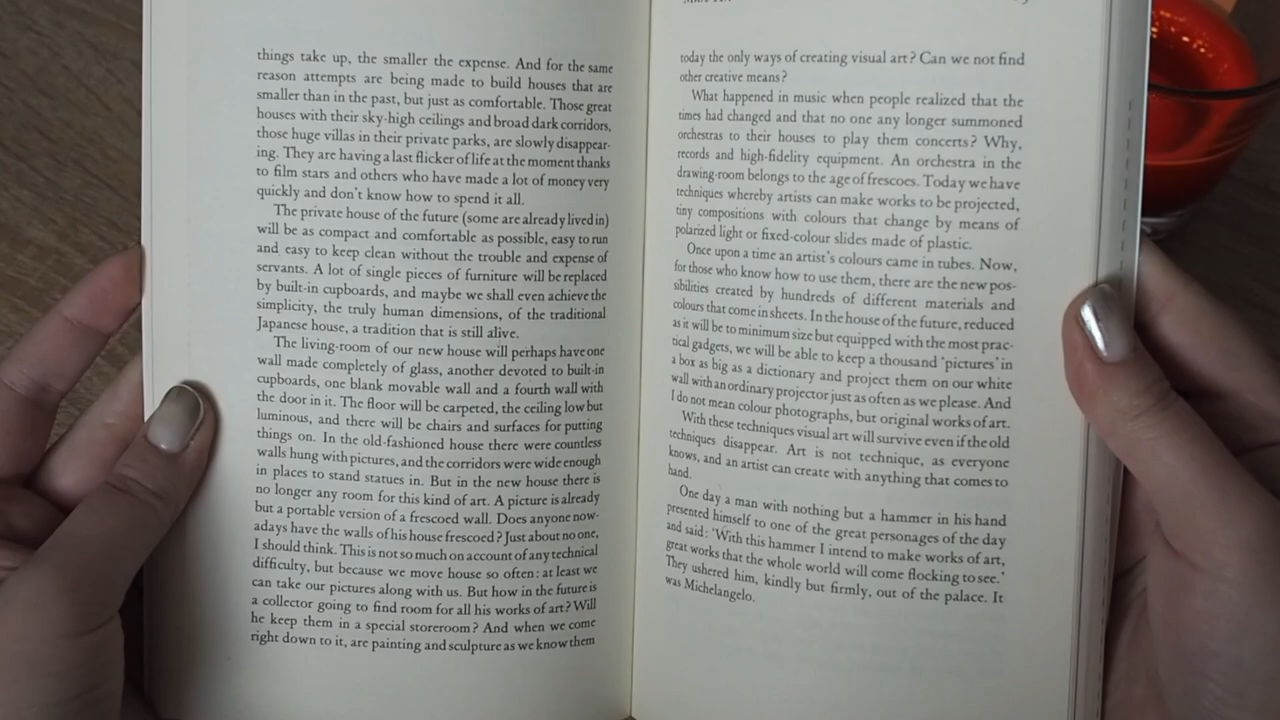 things take up, the smaller the expense. And for the same
reason attempts are being made to build houses that are
smaller than in the past, but just as comfortable. Those great
houses with their sky-high ceilings and broad dark corridors,
those huge villas in their private parks, are slowly disappear-
ing. They are having a last flicker of life at the moment thanks
to film stars and others who have made a lot of money very
quickly and don't know how to spend it all.
The private house of the future (some are already lived in)
will be as compact and comfortable as possible, easy to run
and easy to keep clean without the trouble and expense of
servants. A lot of single pieces of furniture will be replaced
by built-in cupboards, and maybe we shall even achieve the
simplicity, the truly human dimensions, of the traditional
Japanese house, a tradition that is still alive.
The living-room of our new house will perhaps have one
wall made completely of glass, another devoted to built-in
cupboards, one blank movable wall and a fourth wall with
the door in it. The floor will be carpeted, the ceiling low but
luminous, and there will be chairs and surfaces for putting
things on. In the old-fashioned house there were countless
walls hung with pictures, and the corridors were wide enough
in places to stand statues in. But in the new house there is
no longer any room for this kind of art. A picture is already
but a portable version of a frescoed wall. Does anyone now-
adays have the walls of his house frescoed? Just about no one,
I should think. This is not so much on account of any technical
difficulty, but because we move house so often: at least we
can take our pictures along with us. But how in the future is
a collector going to find room for all his works of art? Will
he keep them in a special storeroom? And when we come
right down to it, are painting and sculpture as we know them
today the only ways of creating visual art? Can we not find
other creative means?
What happened in music when people realized that the
times had changed and that no one any longer summoned
orchestras to their houses to play them concerts? Why,
records and high-fidelity equipment. An orchestra in the
drawing-room belongs to the age of frescoes. Today we have
techniques whereby artists can make works to be projected,
tiny compositions with colours that change by means of
polarized light or fixed-colour slides made of plastic.
Once upon a time an artist's colours came in tubes. Now,
for those who know how to use them, there are the new pos-
sibilities created by hundreds of different materials and
colours that come in sheets. In the house of the future, reduced
as it will be to minimum size but equipped with the most prac-
tical gadgets, we will be able to keep a thousand 'pictures' in
a box as big as a dictionary and project them on our white
wall with an ordinary projector just as often as we please. And
I do not mean colour photographs, but original works of art.
With these techniques visual art will survive even if the old
techniques disappear. Art is not technique, as everyone
knows, and an artist can create with anything that comes to
hand.
One day a man with nothing but a hammer in his hand
presented himself to one of the great personages of the day
and said: 'With this hammer I intend to make works of art,
great works that the whole world will come flocking to see.'
They ushered him, kindly but firmly, out of the palace. It
was Michelangelo.